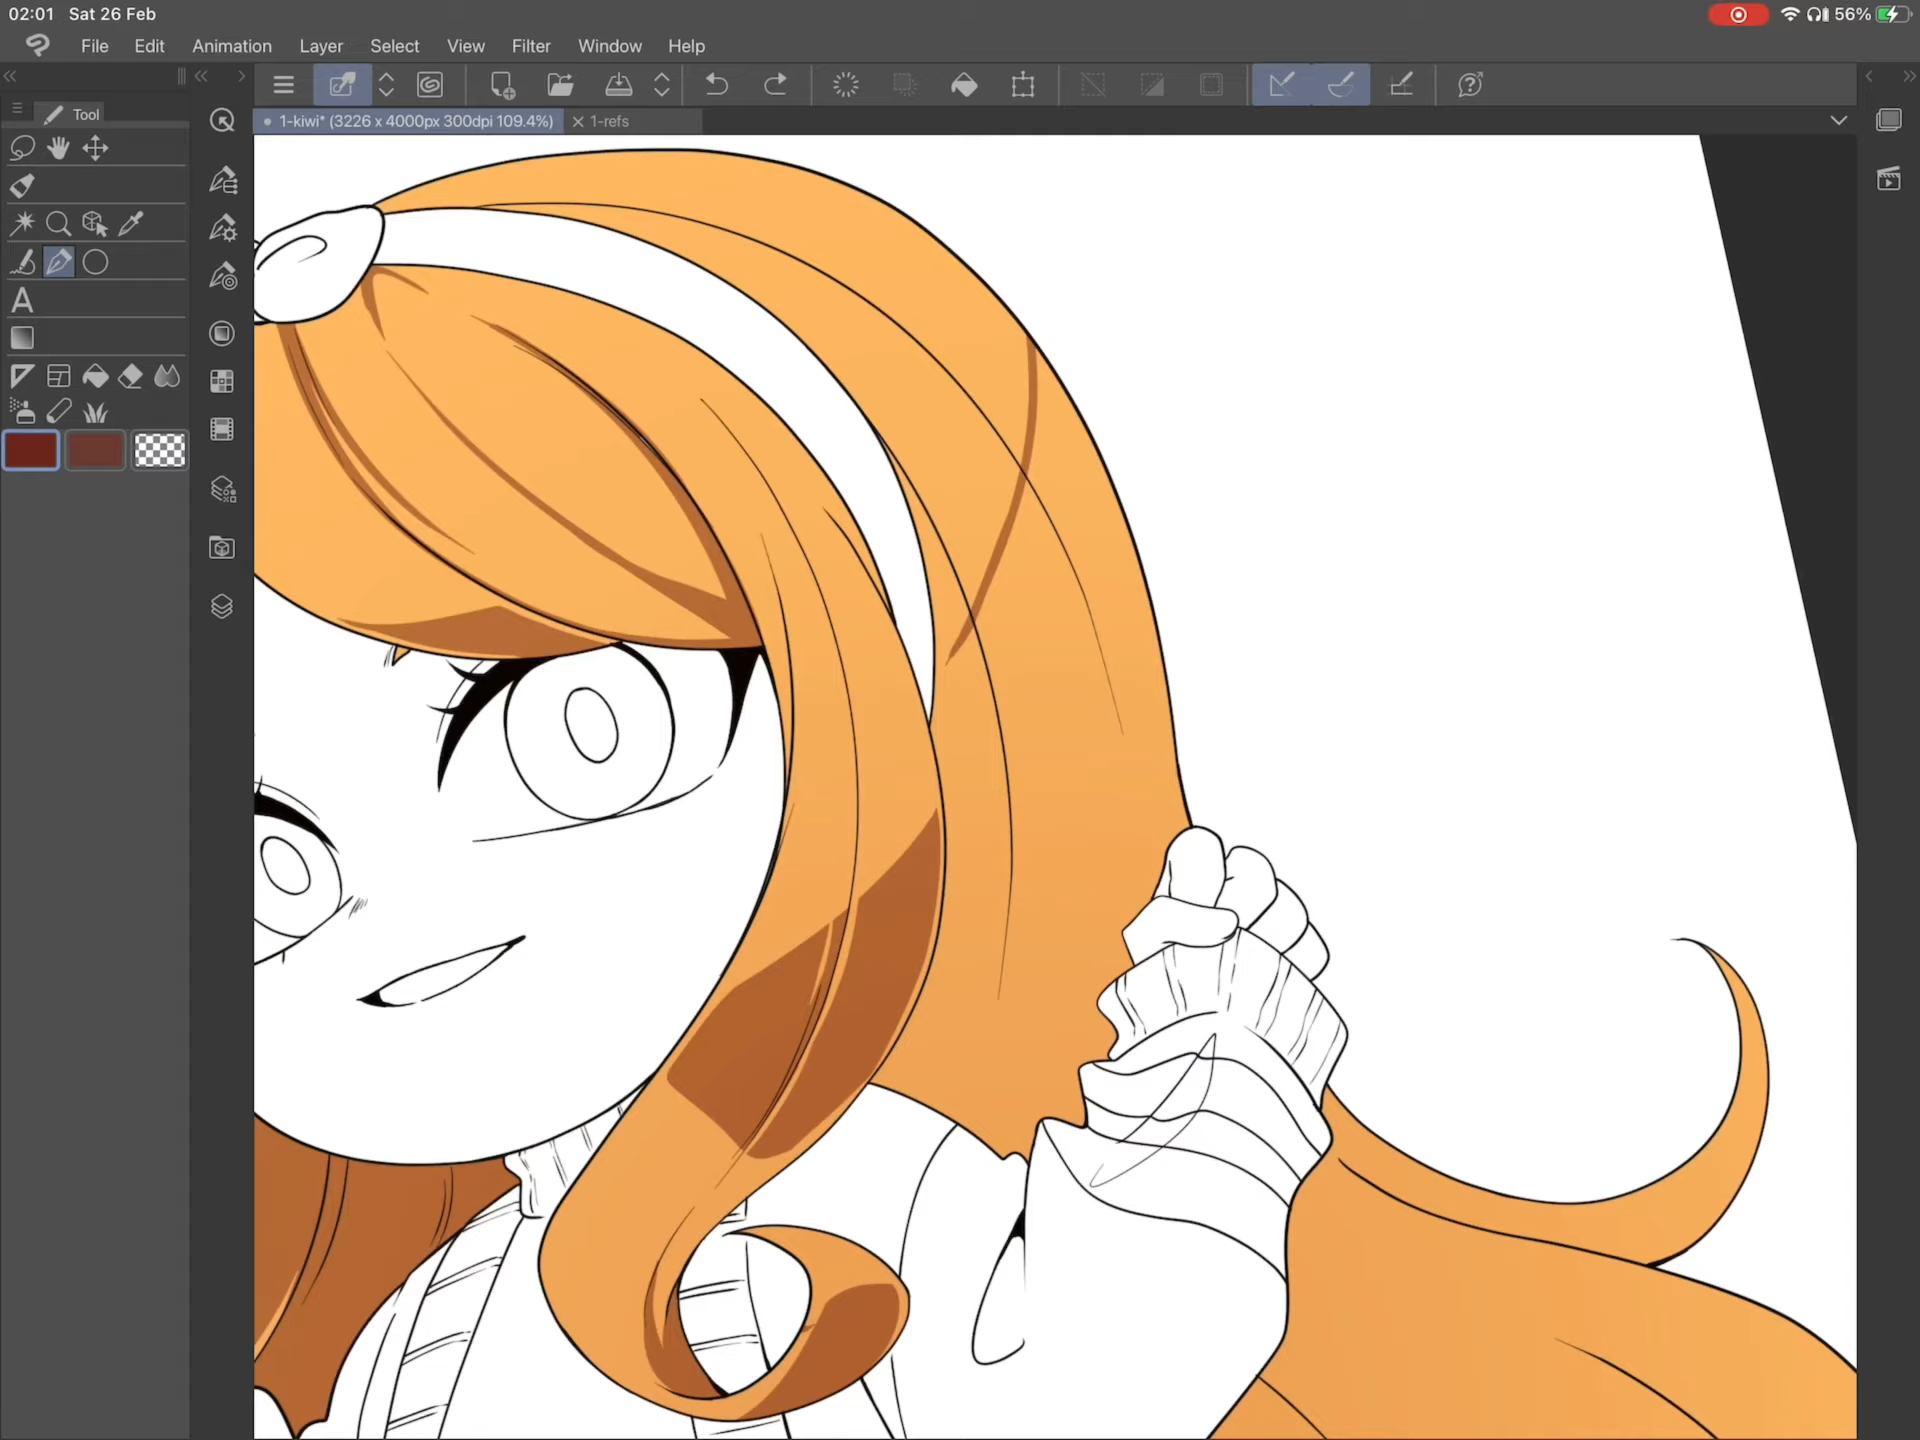 02:01 Sat 26 Feb
56%
File Edit Animation Layer Select View Filter Window Help
Tool
1-kiwi* (3226 x 4000px 300dpi 109.4%)
1-refs
A